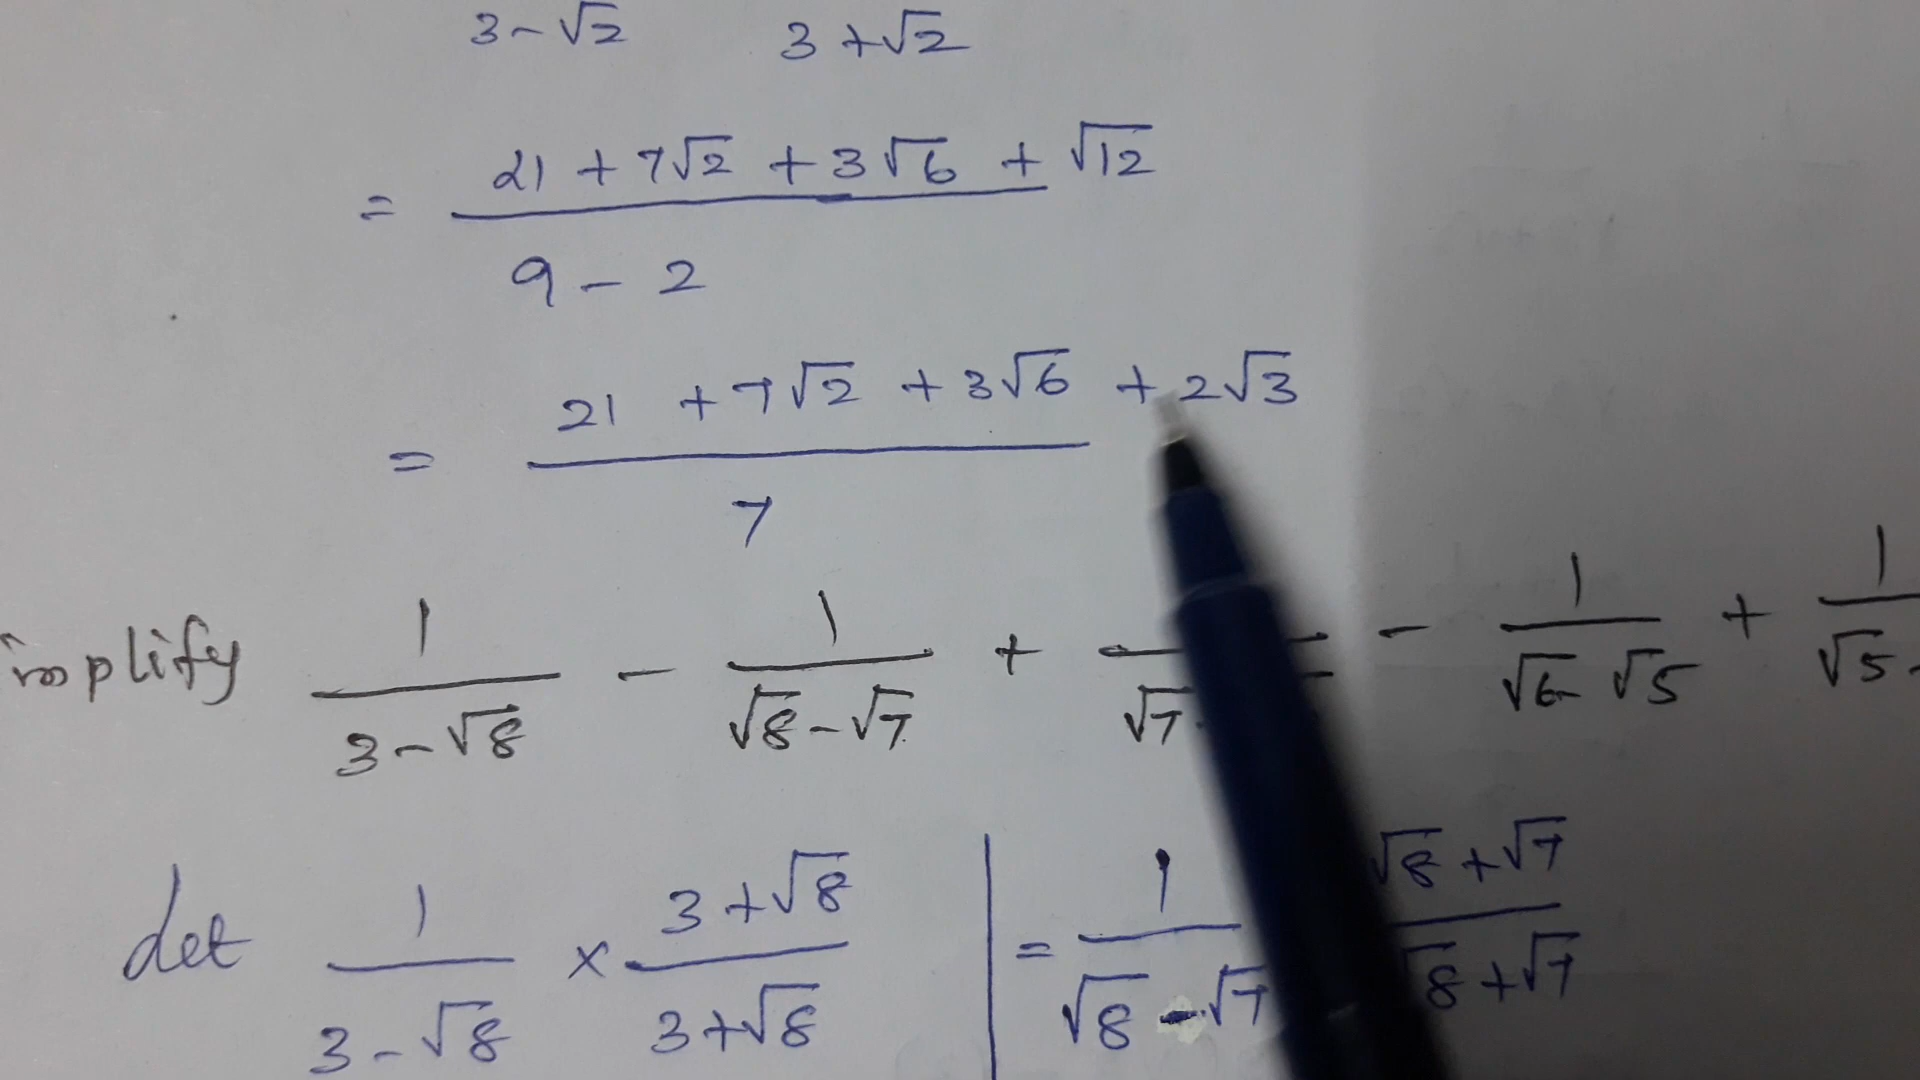 3-√2 3+√2
= 21 + 7√2 + 3√6 + √12
9 - 2
= 21 + 7√2 + 3√6 + 2√3
7
implify 1/(3-√8) - 1/(√8-√7) + /√7 - 1/(√6-√5) + 1/√5-
det 1/(3-√8) × (3+√8)/(3+√8) | = 1/(√8-√7) (√8+√7)/(√8+√7)